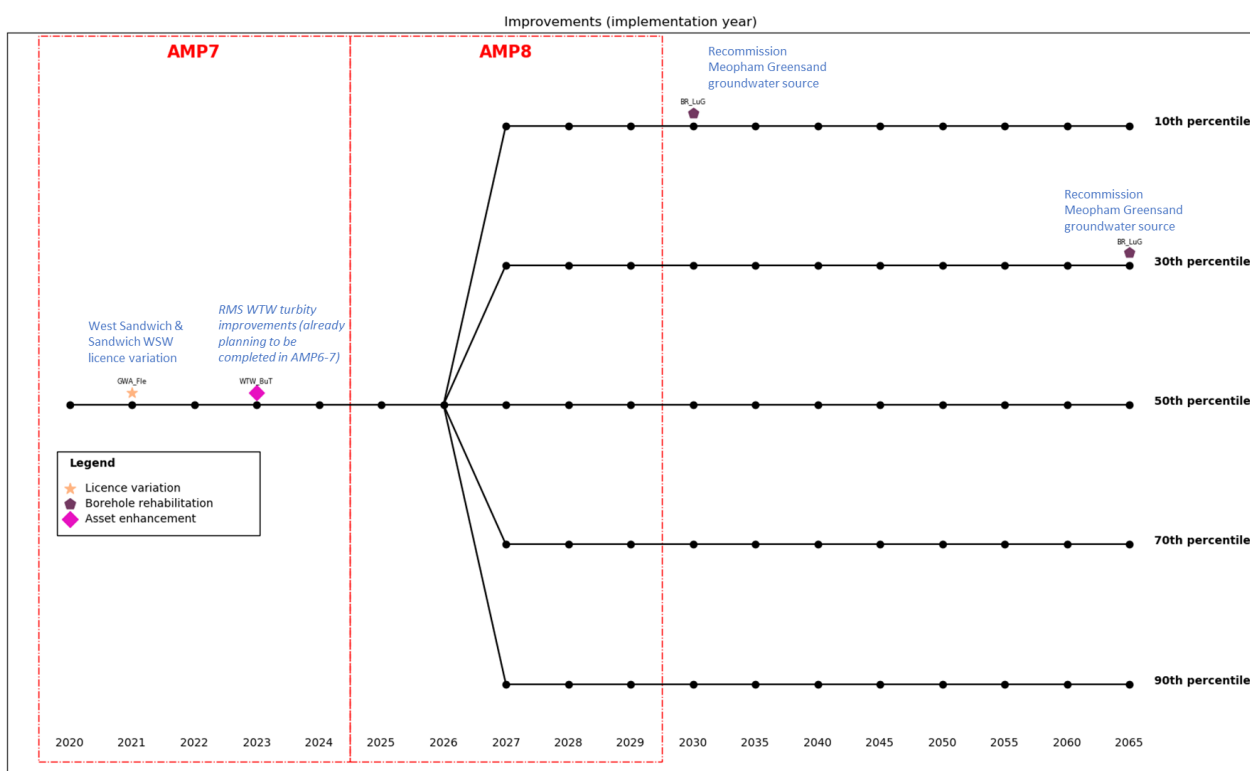 Improvements (implementation year)
AMP7
AMP8
Recommission
Meopham Greensand
groundwater source
BR_LuG
10th percentile
Recommission
Meopham Greensand
groundwater source
BR_LuG
30th percentile
West Sandwich &
Sandwich WSW
licence variation
GWA_Fle
RMS WTW turbity
improvements (already
planning to be
completed in AMP6-7)
WTW_BuT
50th percentile
Legend
Licence variation
Borehole rehabilitation
Asset enhancement
70th percentile
90th percentile
2020 2021 2022 2023 2024 2025 2026 2027 2028 2029 2030 2035 2040 2045 2050 2055 2060 2065